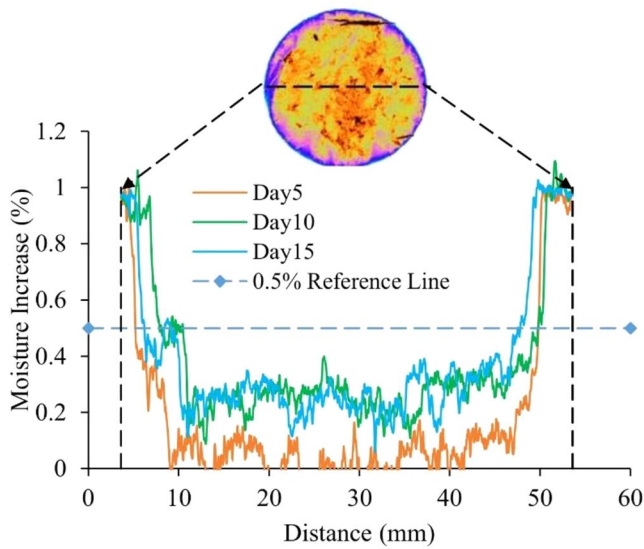 1.2
1
0.8
0.6
0.4
0.2
0
Moisture Increase (%)
Day5
Day10
Day15
0.5% Reference Line
0 10 20 30 40 50 60
Distance (mm)